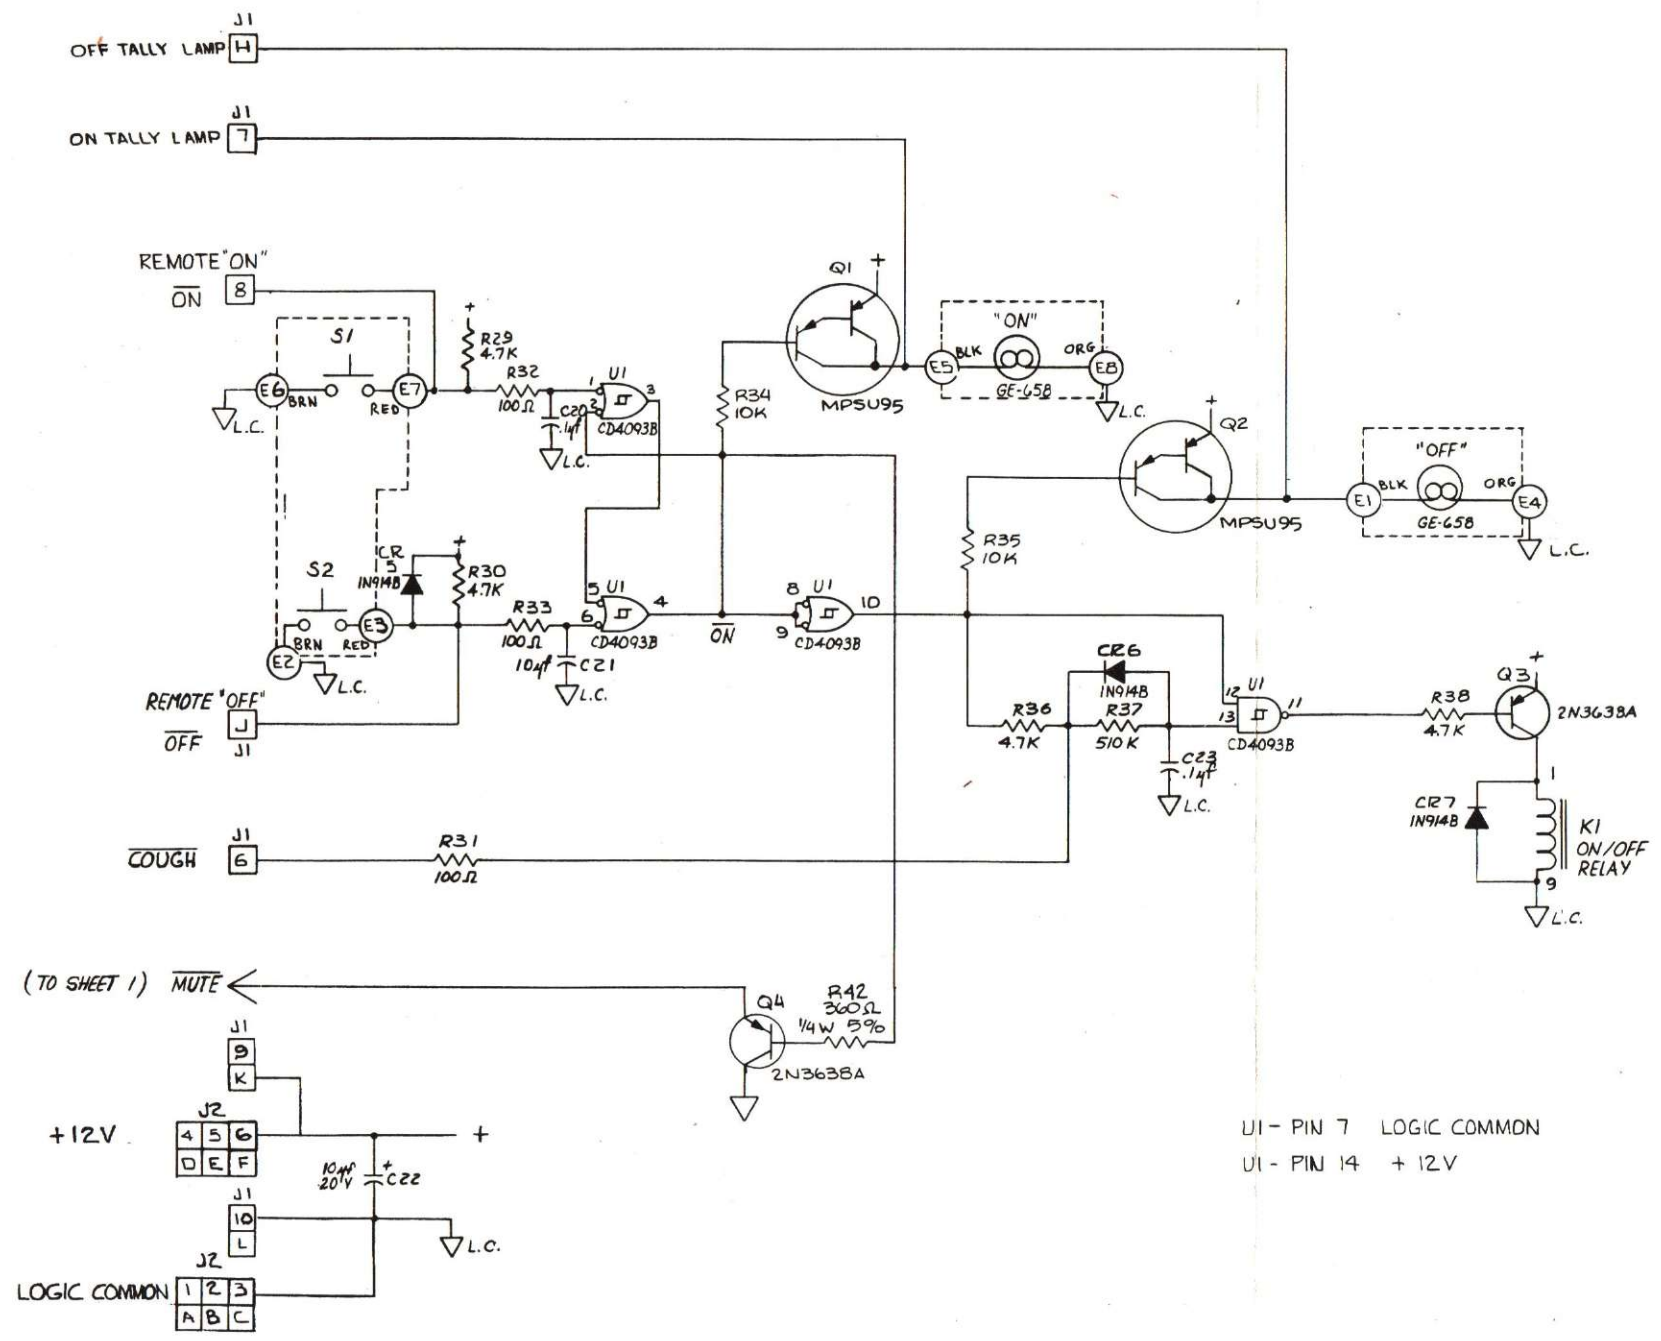 J1
OFF TALLY LAMP H
J1
ON TALLY LAMP 7
REMOTE "ON"
ON 8
S1
E6 BRN RED E7
L.C.
+
R29
4.7K
R32
100Ω
C20
.1µf
L.C.
U1
1 2 3
CD4093B
R34
10K
Q1 +
MPSU95
"ON"
E5 BLK ORG E8
GE-658
L.C.
Q2 +
MPSU95
"OFF"
E1 BLK ORG E4
GE-658
L.C.
R35
10K
S2
E2 BRN RED E3
L.C.
CR
5
1N914B
+
R30
4.7K
R33
100Ω
10µf C21
L.C.
U1
5 6 4
CD4093B
ON
U1
8 9 10
CD4093B
REMOTE "OFF"
J
OFF J1
CR6
1N914B
R36
4.7K
R37
510K
C23
.1µf
L.C.
U1
12 13 11
CD4093B
R38
4.7K
Q3 +
2N3638A
1
CR7
1N914B
K1
ON/OFF
RELAY
9
L.C.
J1
COUGH 6
R31
100Ω
(TO SHEET 1) MUTE
Q4
2N3638A
R42
360Ω
1/4W 5%
J1
9
K
J2
+12V 4 5 6 +
D E F
10µf
20V
+
C22
J1
10
L
L.C.
J2
LOGIC COMMON 1 2 3
A B C
U1- PIN 7 LOGIC COMMON
U1- PIN 14 +12V